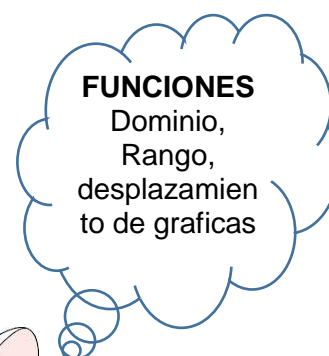 FUNCIONES
Dominio,
Rango,
desplazamien
to de graficas